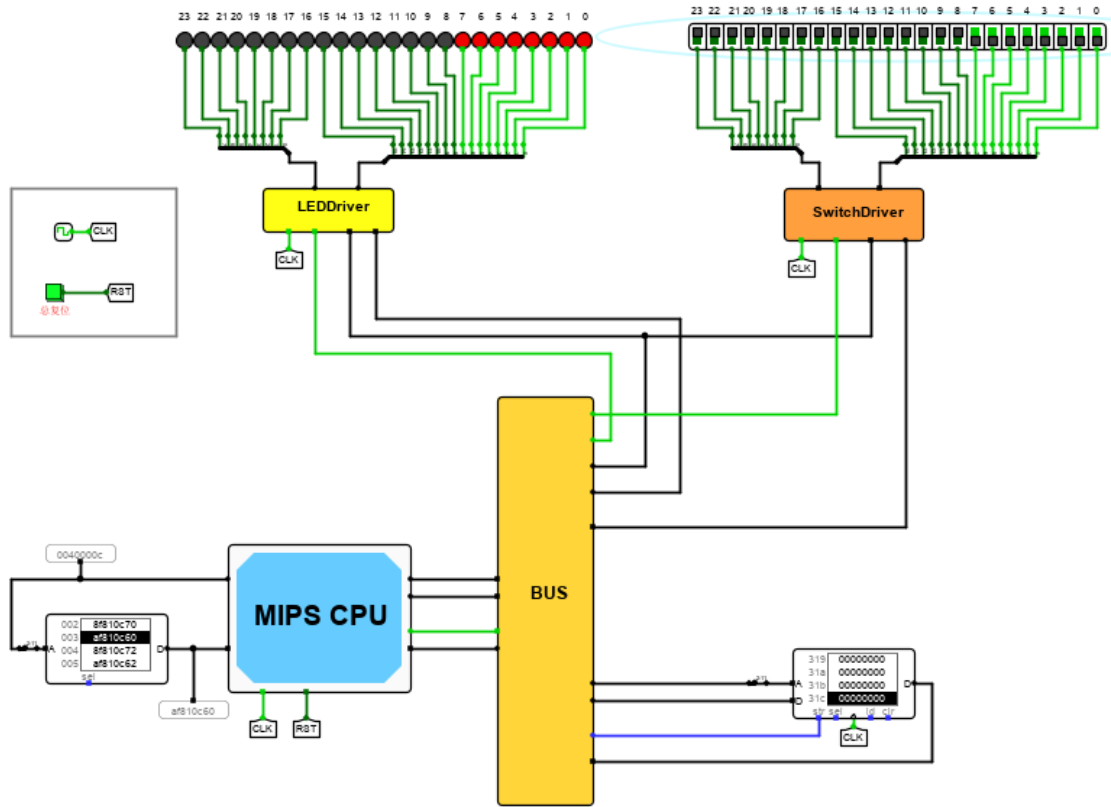 23 22 21 20 19 18 17 16 15 14 13 12 11 10 9 8 7 6 5 4 3 2 1 0
23 22 21 20 19 18 17 16 15 14 13 12 11 10 9 8 7 6 5 4 3 2 1 0
LEDDriver
SwitchDriver
CLK
CLK
CLK
RST
总复位
0040000c
MIPS CPU
BUS
002 8f810c70
003 af810c60
004 8f810c72
005 af810c62
A
D
sel
af810c60
CLK
RST
319 00000000
31a 00000000
31b 00000000
31c 00000000
A
D
D
str sel ld clr
CLK